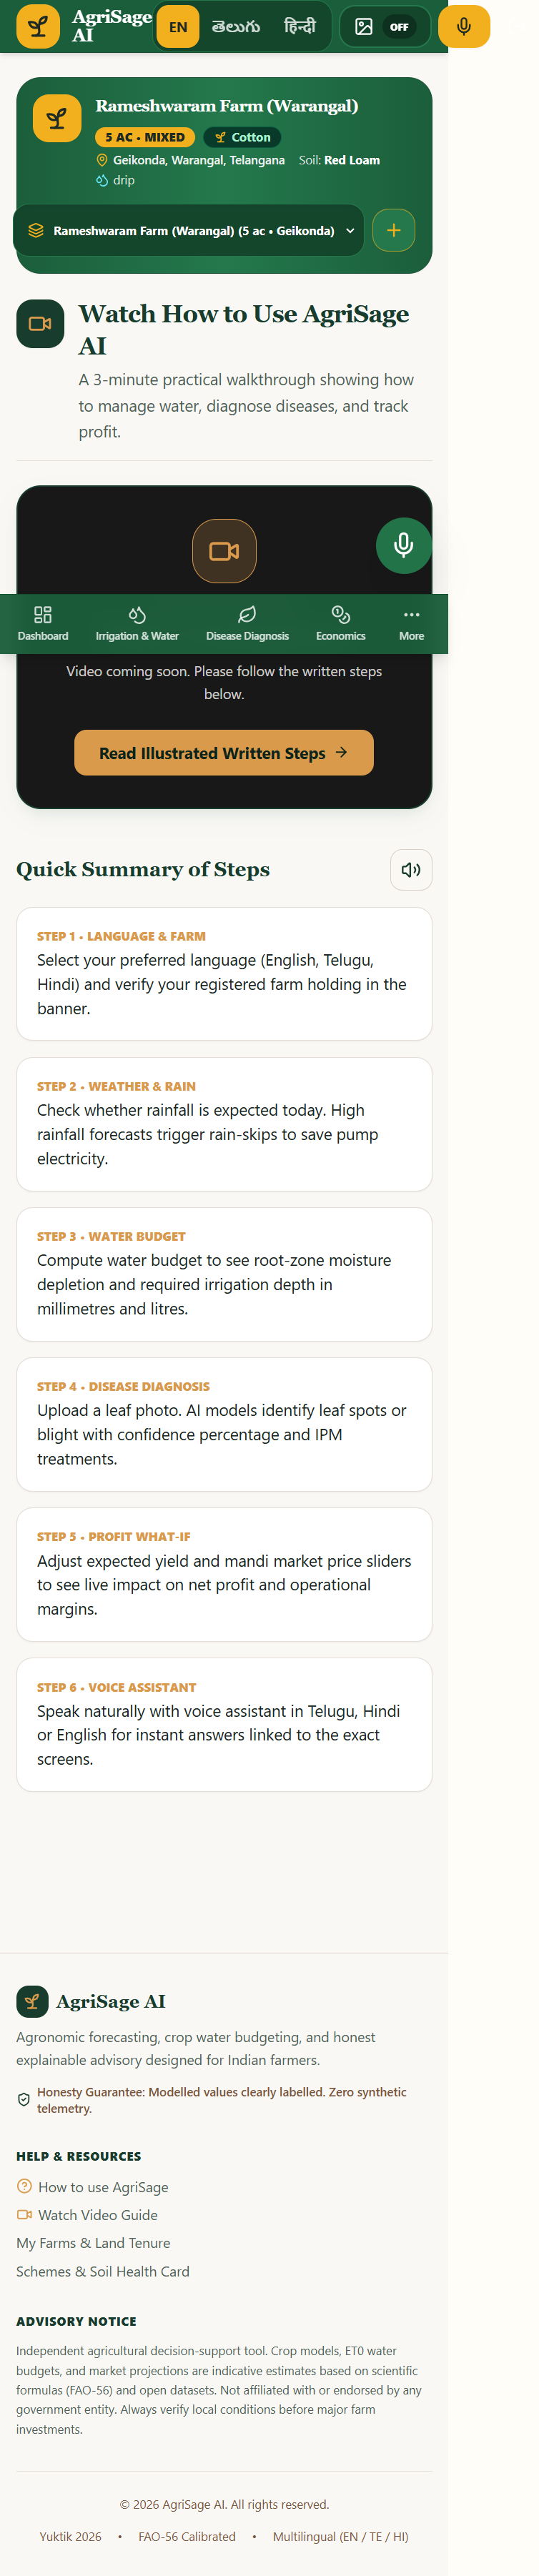 AgriSage
AI
EN
తెలుగు
हिन्दी
OFF
Rameshwaram Farm (Warangal)
5 AC • MIXED
Cotton
Geikonda, Warangal, Telangana
Soil: Red Loam
drip
Rameshwaram Farm (Warangal) (5 ac • Geikonda)
Watch How to Use AgriSage
AI
A 3-minute practical walkthrough showing how
to manage water, diagnose diseases, and track
profit.
Dashboard
Irrigation & Water
Disease Diagnosis
Economics
More
Video coming soon. Please follow the written steps
below.
Read Illustrated Written Steps
Quick Summary of Steps
STEP 1 • LANGUAGE & FARM
Select your preferred language (English, Telugu,
Hindi) and verify your registered farm holding in the
banner.
STEP 2 • WEATHER & RAIN
Check whether rainfall is expected today. High
rainfall forecasts trigger rain-skips to save pump
electricity.
STEP 3 • WATER BUDGET
Compute water budget to see root-zone moisture
depletion and required irrigation depth in
millimetres and litres.
STEP 4 • DISEASE DIAGNOSIS
Upload a leaf photo. AI models identify leaf spots or
blight with confidence percentage and IPM
treatments.
STEP 5 • PROFIT WHAT-IF
Adjust expected yield and mandi market price sliders
to see live impact on net profit and operational
margins.
STEP 6 • VOICE ASSISTANT
Speak naturally with voice assistant in Telugu, Hindi
or English for instant answers linked to the exact
screens.
AgriSage AI
Agronomic forecasting, crop water budgeting, and honest
explainable advisory designed for Indian farmers.
Honesty Guarantee: Modelled values clearly labelled. Zero synthetic
telemetry.
HELP & RESOURCES
How to use AgriSage
Watch Video Guide
My Farms & Land Tenure
Schemes & Soil Health Card
ADVISORY NOTICE
Independent agricultural decision-support tool. Crop models, ET0 water
budgets, and market projections are indicative estimates based on scientific
formulas (FAO-56) and open datasets. Not affiliated with or endorsed by any
government entity. Always verify local conditions before major farm
investments.
© 2026 AgriSage AI. All rights reserved.
Yuktik 2026 • FAO-56 Calibrated • Multilingual (EN / TE / HI)